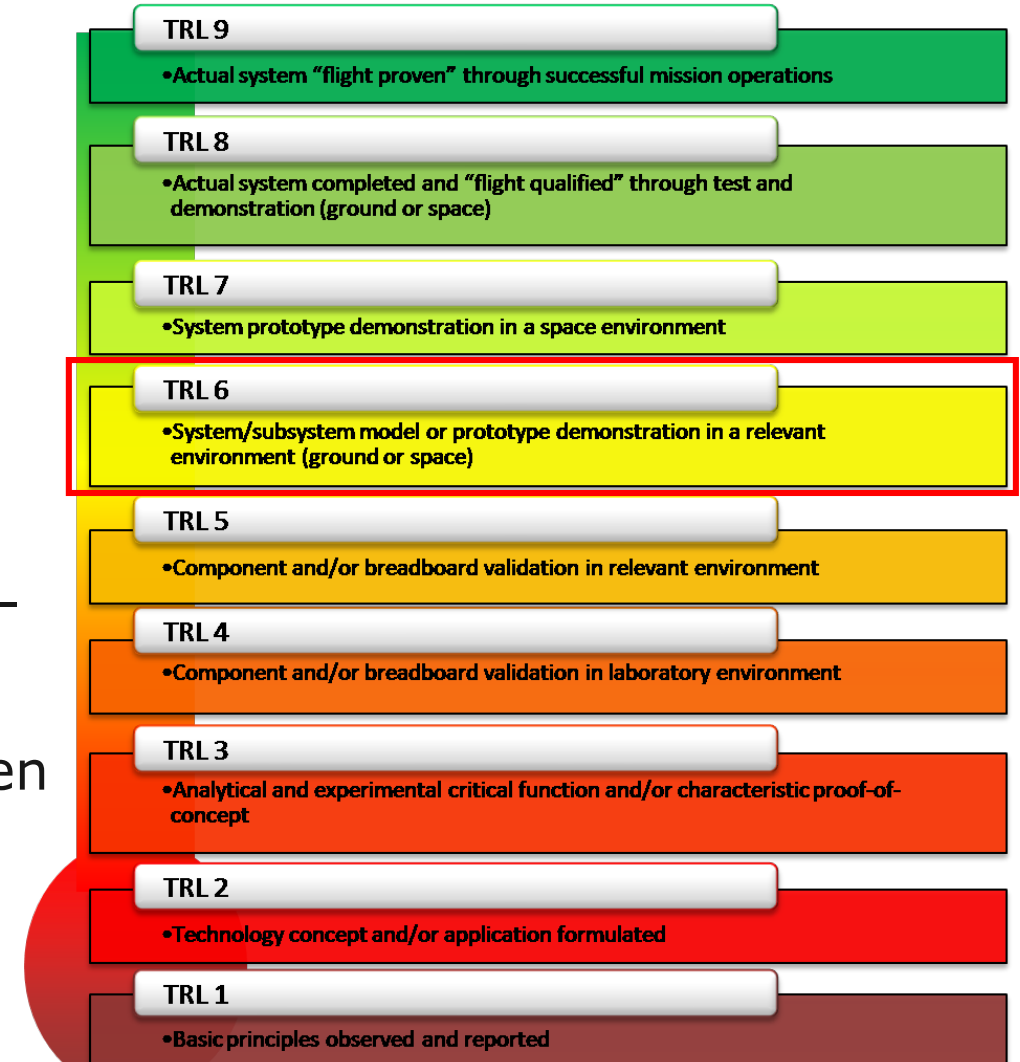 TRL 9
•Actual system “flight proven” through successful mission operations
TRL 8
•Actual system completed and “flight qualified” through test and
demonstration (ground or space)
TRL 7
•System prototype demonstration in a space environment
TRL 6
•System/subsystem model or prototype demonstration in a relevant
environment (ground or space)
TRL 5
•Component and/or breadboard validation in relevant environment
–
TRL 4
•Component and/or breadboard validation in laboratory environment
TRL 3
en
•Analytical and experimental critical function and/or characteristic proof-of-
concept
TRL 2
•Technology concept and/or application formulated
TRL 1
•Basic principles observed and reported